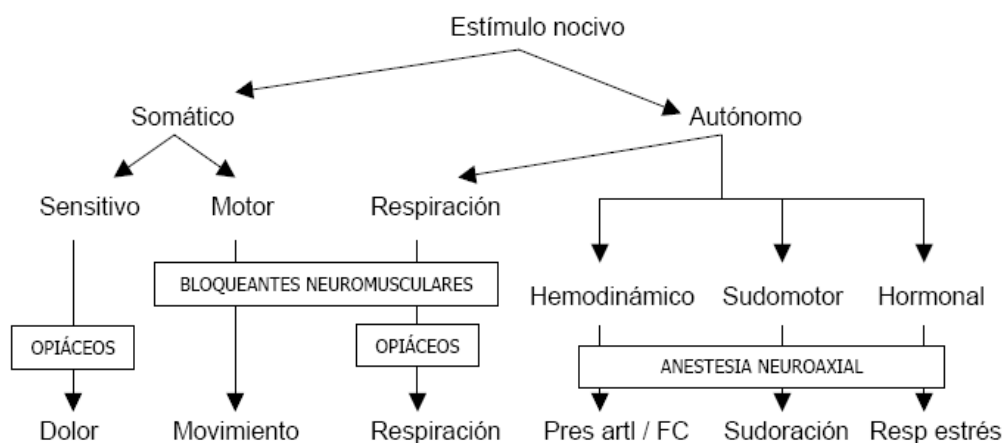 Estímulo nocivo
Somático
Autónomo
Sensitivo
Motor
Respiración
BLOQUEANTES NEUROMUSCULARES
Hemodinámico
Sudomotor
Hormonal
OPIÁCEOS
OPIÁCEOS
ANESTESIA NEUROAXIAL
Dolor
Movimiento
Respiración
Pres artl / FC
Sudoración
Resp estrés